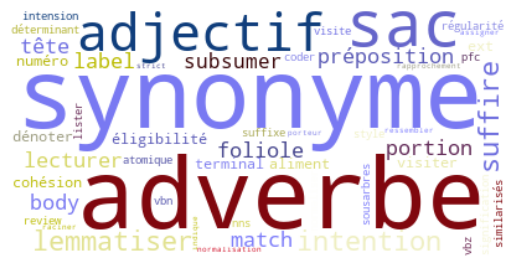 intension adjectif sac régularité
déterminant visite assigner
tête préposition ext
numéro label subsumer coder pfc
strict rapprochement
synonyme suffire
dénoter lister éligibilité suffixe porteur style ressembler
foliole portion
lecturer atomique terminal aliment visiter
cohésion adverbe sousarbres
body vbn similarisés
review nns
raciner
lemmatiser match intention vbz
normalisation